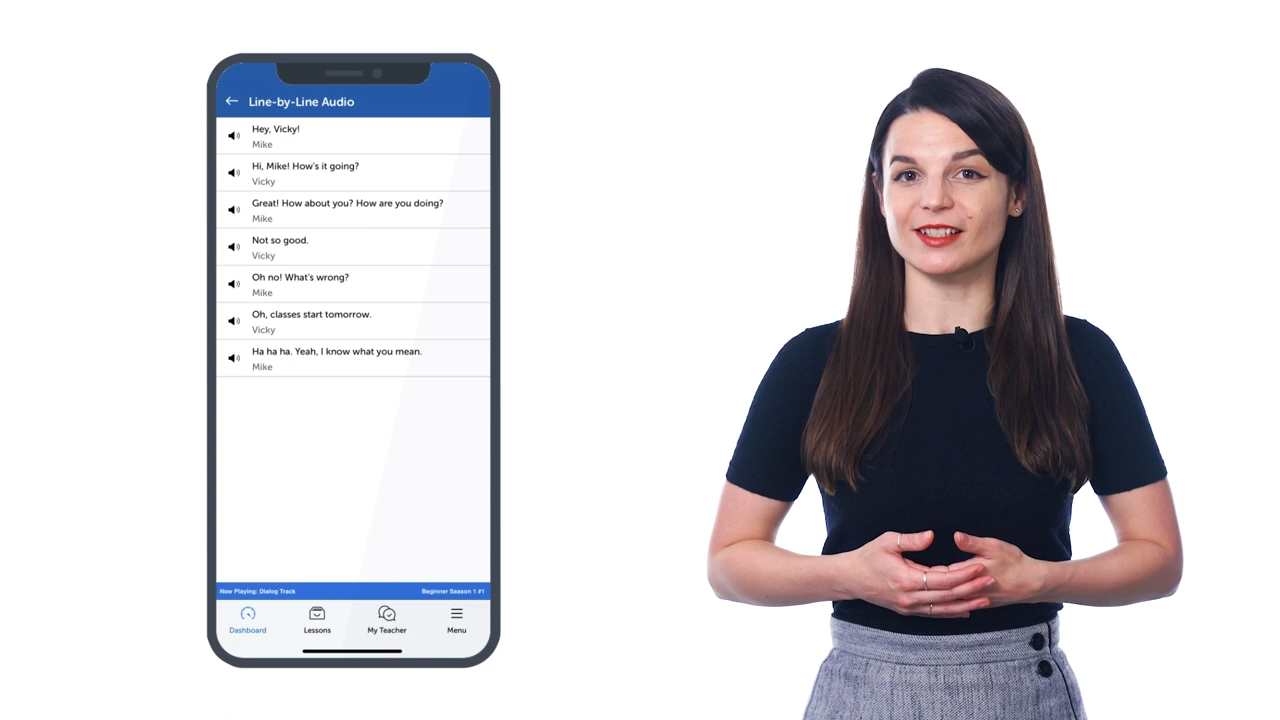 Line-by-Line Audio
Hey, Vicky!
Mike
Hi, Mike! How's it going?
Vicky
Great! How about you? How are you doing?
Mike
Not so good.
Vicky
Oh no! What's wrong?
Mike
Oh, classes start tomorrow.
Vicky
Ha ha ha. Yeah, I know what you mean.
Mike
Now Playing: Dialog Track Beginner Season 1 #1
Dashboard Lessons My Teacher Menu